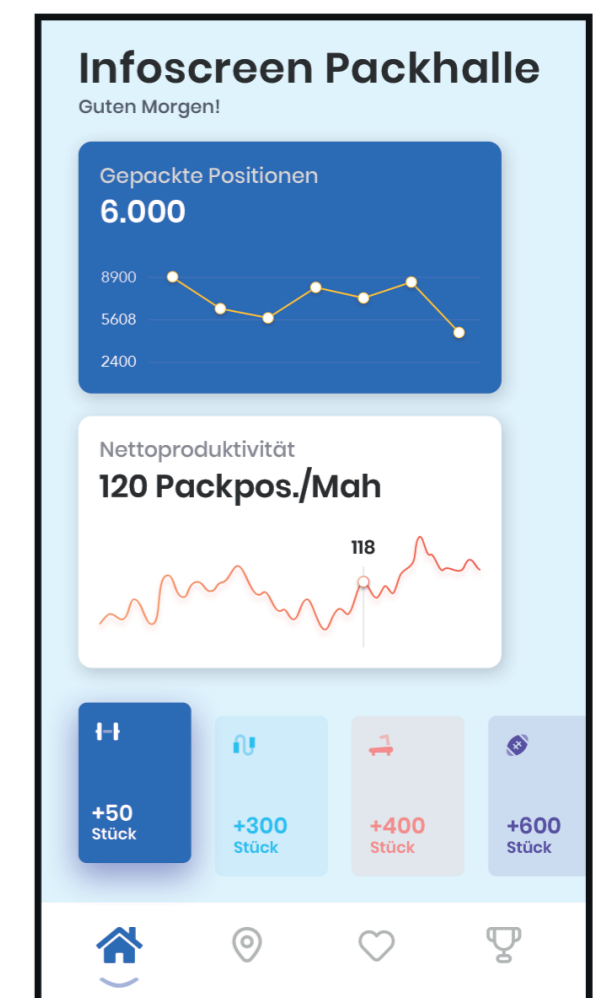 Infoscreen Packhalle
Guten Morgen!
Gepackte Positionen
6.000
8900
5608
2400
Nettoproduktivität
120 Packpos./Mah
118
+50
Stück
+300
Stück
+400
Stück
+600
Stück